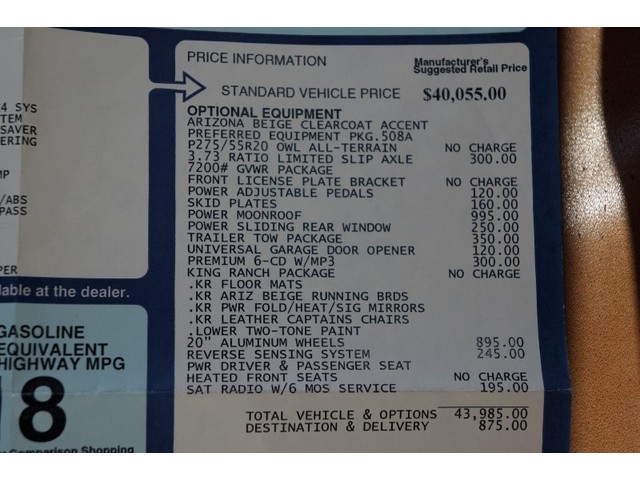 PRICE INFORMATION
Manufacturer's
Suggested Retail Price
STANDARD VEHICLE PRICE $40,055.00
OPTIONAL EQUIPMENT
ARIZONA BEIGE CLEARCOAT ACCENT
PREFERRED EQUIPMENT PKG.508A
P275/55R20 OWL ALL-TERRAIN NO CHARGE
3.73 RATIO LIMITED SLIP AXLE 300.00
7200# GVWR PACKAGE
FRONT LICENSE PLATE BRACKET NO CHARGE
POWER ADJUSTABLE PEDALS 120.00
SKID PLATES 160.00
POWER MOONROOF 995.00
POWER SLIDING REAR WINDOW 250.00
TRAILER TOW PACKAGE 350.00
UNIVERSAL GARAGE DOOR OPENER 120.00
PREMIUM 6-CD W/MP3 300.00
KING RANCH PACKAGE NO CHARGE
.KR FLOOR MATS
.KR ARIZ BEIGE RUNNING BRDS
.KR PWR FOLD/HEAT/SIG MIRRORS
.KR LEATHER CAPTAINS CHAIRS
.LOWER TWO-TONE PAINT
20" ALUMINUM WHEELS 895.00
REVERSE SENSING SYSTEM 245.00
PWR DRIVER & PASSENGER SEAT
HEATED FRONT SEATS NO CHARGE
SAT RADIO W/6 MOS SERVICE 195.00
TOTAL VEHICLE & OPTIONS 43,985.00
DESTINATION & DELIVERY 875.00
4 SYS
TEM
SAVER
ERING
MP
/ABS
PASS
PER
lable at the dealer.
GASOLINE
EQUIVALENT
HIGHWAY MPG
18
Comparison Shopping